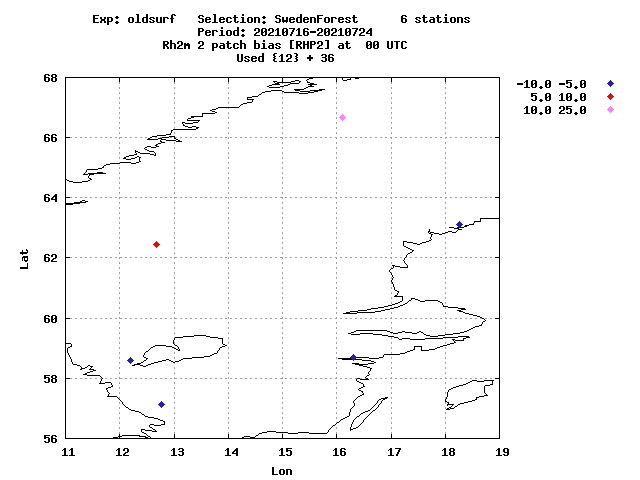 Exp: oldsurf   Selection: SwedenForest      6 stations
Period: 20210716-20210724
Rh2m 2 patch bias [RHP2] at  00 UTC
Used {12} + 36
-10.0 -5.0
5.0 10.0
10.0 25.0
68
66
64
62
60
58
56
Lat
11 12 13 14 15 16 17 18 19
Lon